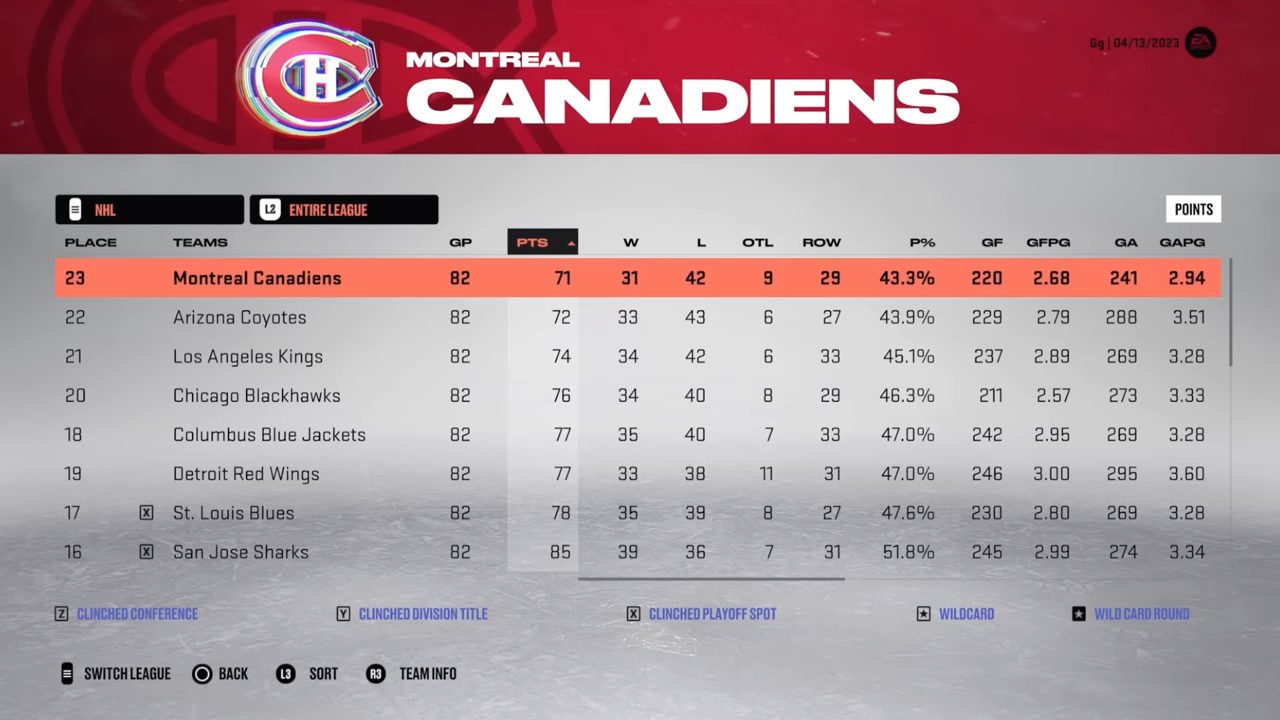 MONTREAL
CANADIENS
Gg | 04/13/2023 EA
NHL L2 ENTIRE LEAGUE POINTS
PLACE TEAMS GP PTS W L OTL ROW P% GF GFPG GA GAPG
23 Montreal Canadiens 82 71 31 42 9 29 43.3% 220 2.68 241 2.94
22 Arizona Coyotes 82 72 33 43 6 27 43.9% 229 2.79 288 3.51
21 Los Angeles Kings 82 74 34 42 6 33 45.1% 237 2.89 269 3.28
20 Chicago Blackhawks 82 76 34 40 8 29 46.3% 211 2.57 273 3.33
18 Columbus Blue Jackets 82 77 35 40 7 33 47.0% 242 2.95 269 3.28
19 Detroit Red Wings 82 77 33 38 11 31 47.0% 246 3.00 295 3.60
17 X St. Louis Blues 82 78 35 39 8 27 47.6% 230 2.80 269 3.28
16 X San Jose Sharks 82 85 39 36 7 31 51.8% 245 2.99 274 3.34
Z CLINCHED CONFERENCE Y CLINCHED DIVISION TITLE X CLINCHED PLAYOFF SPOT WILDCARD WILD CARD ROUND
SWITCH LEAGUE BACK L3 SORT R3 TEAM INFO